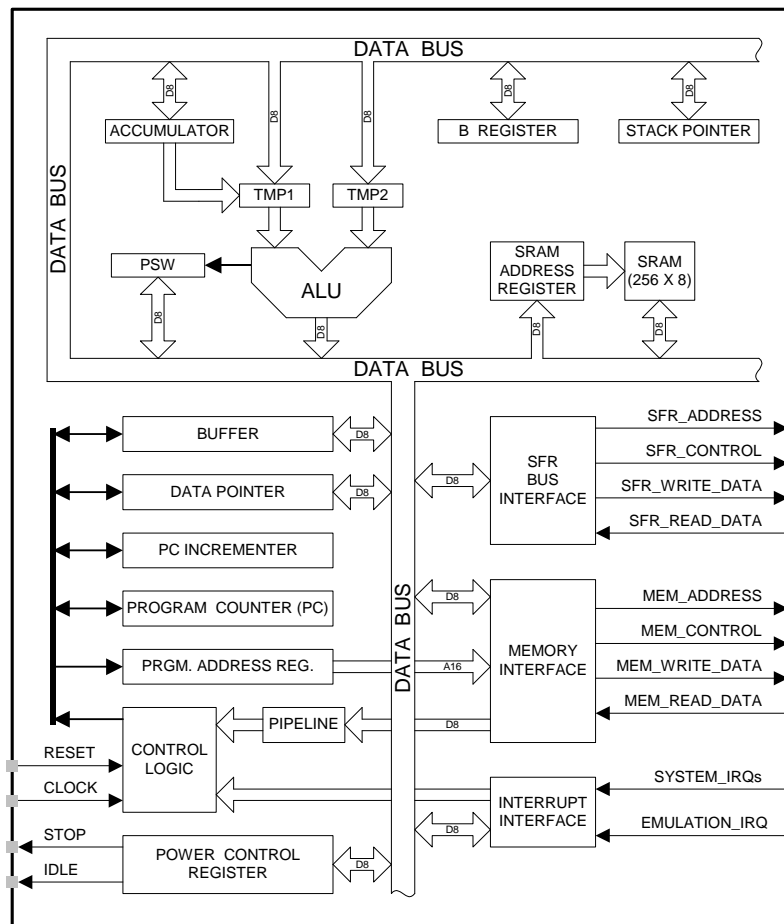 DATA BUS
D8
D8
D8
D8
D8
ACCUMULATOR
B REGISTER
STACK POINTER
DATA BUS
TMP1
TMP2
PSW
ALU
SRAM
ADDRESS
REGISTER
SRAM
(256 X 8)
D8
D8
D8
D8
DATA BUS
BUFFER
D8
DATA POINTER
D8
PC INCREMENTER
PROGRAM COUNTER (PC)
PRGM. ADDRESS REG.
A16
PIPELINE
D8
CONTROL
LOGIC
RESET
CLOCK
STOP
IDLE
POWER CONTROL
REGISTER
D8
DATA BUS
D8
SFR
BUS
INTERFACE
SFR_ADDRESS
SFR_CONTROL
SFR_WRITE_DATA
SFR_READ_DATA
D8
MEMORY
INTERFACE
MEM_ADDRESS
MEM_CONTROL
MEM_WRITE_DATA
MEM_READ_DATA
D8
INTERRUPT
INTERFACE
SYSTEM_IRQs
EMULATION_IRQ